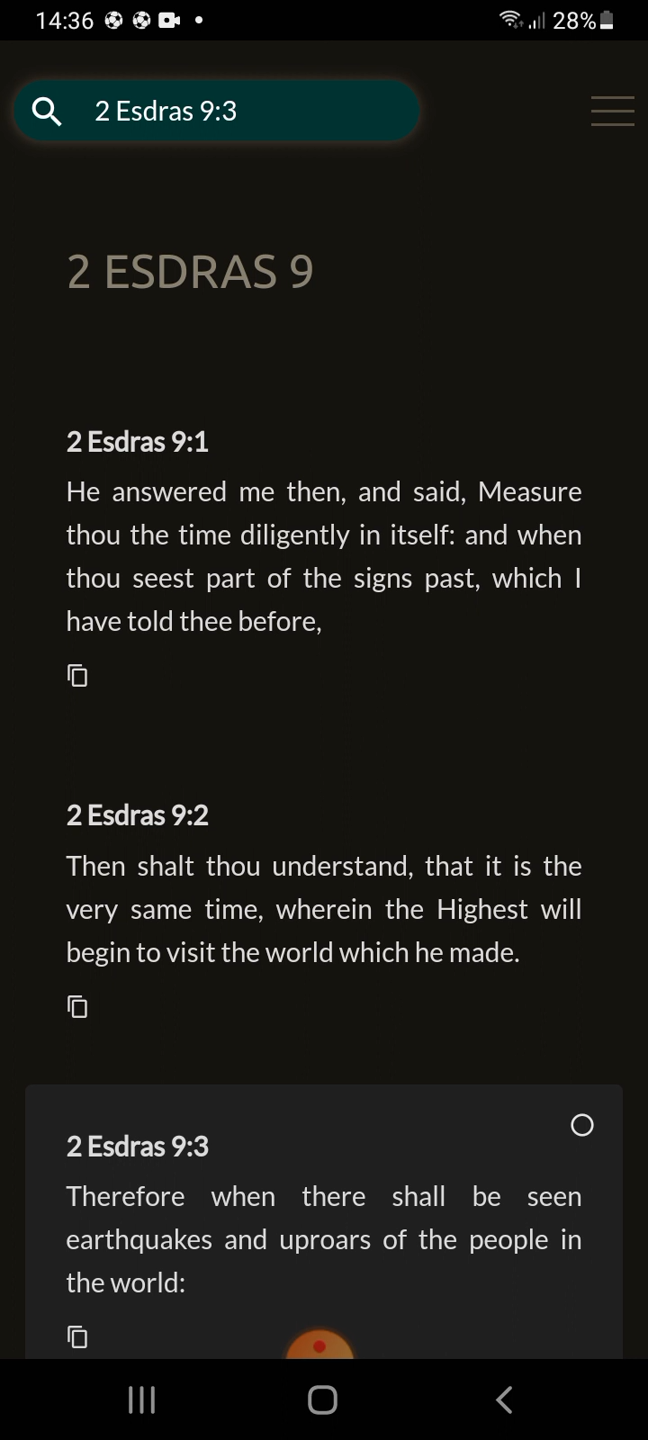 14:36
28%
2 Esdras 9:3
2 ESDRAS 9
2 Esdras 9:1
He answered me then, and said, Measure
thou the time diligently in itself: and when
thou seest part of the signs past, which I
have told thee before,
2 Esdras 9:2
Then shalt thou understand, that it is the
very same time, wherein the Highest will
begin to visit the world which he made.
2 Esdras 9:3
Therefore when there shall be seen
earthquakes and uproars of the people in
the world: